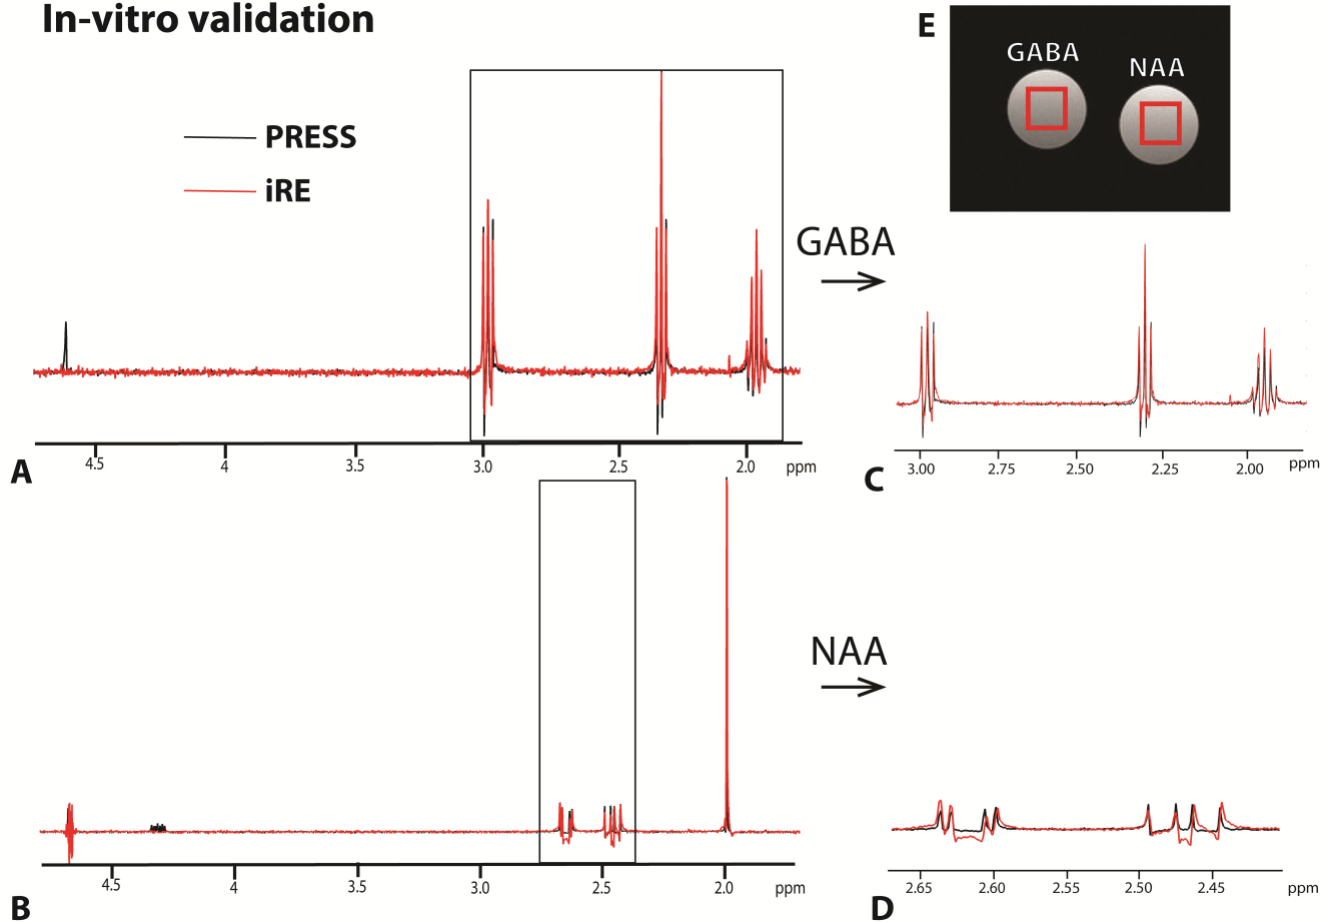 In-vitro validation
PRESS
iRE
4.5 4 3.5 3.0 2.5 2.0 ppm
A
GABA
E
GABA
NAA
3.00 2.75 2.50 2.25 2.00 ppm
C
4.5 4 3.5 3.0 2.5 2.0 ppm
B
NAA
2.65 2.60 2.55 2.50 2.45
D